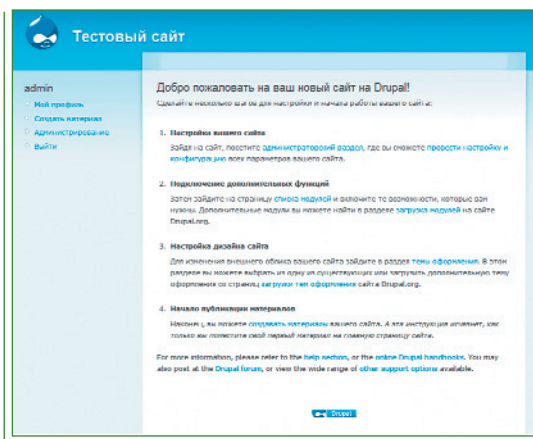 Тестовый сайт
admin
Мой профиль
Создать материал
Администрирование
Выйти
Добро пожаловать на ваш новый сайт на Drupal!
Сделайте несколько шагов для настройки и начала работы вашего сайта:
1. Настройка вашего сайта
Зайдя на сайт, посетите администраторский раздел, где вы сможете провести настройку и
конфигурацию всех параметров вашего сайта.
2. Подключение дополнительных функций
Затем зайдите на страницу списка модулей и включите те возможности, которые вам
нужны. Дополнительные модули вы можете найти в разделе загрузка модулей на сайте
Drupal.org.
3. Настройка дизайна сайта
Для изменения внешнего облика вашего сайта зайдите в раздел темы оформления. В этом
разделе вы можете выбрать из одну из существующих или загрузить дополнительную тему
оформления со страниц загрузки тем оформления сайта Drupal.org.
4. Начало публикации материалов
Наконец, вы можете создавать материалы вашего сайта. А эта инструкция исчезнет, как
только вы поместите свой первый материал на главную страницу сайта.
For more information, please refer to the help section, or the online Drupal handbooks. You may
also post at the Drupal forum, or view the wide range of other support options available.
Drupal